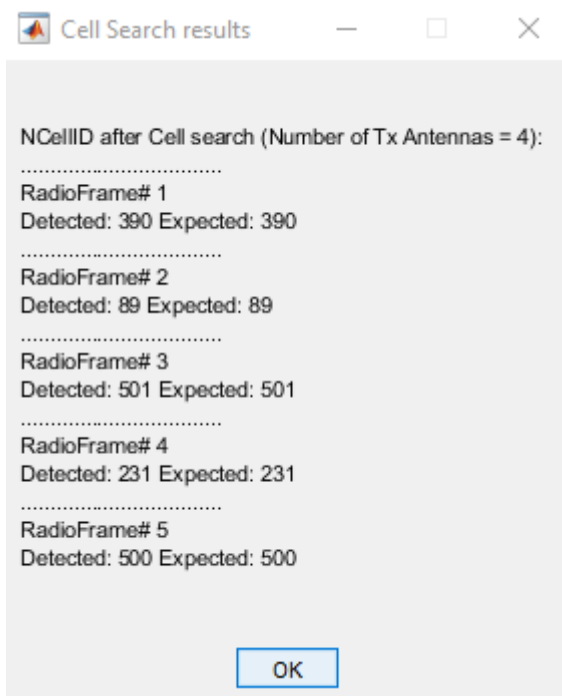 Cell Search results
NCellID after Cell search (Number of Tx Antennas = 4):
..................................
RadioFrame# 1
Detected: 390 Expected: 390
..................................
RadioFrame# 2
Detected: 89 Expected: 89
..................................
RadioFrame# 3
Detected: 501 Expected: 501
..................................
RadioFrame# 4
Detected: 231 Expected: 231
..................................
RadioFrame# 5
Detected: 500 Expected: 500
OK